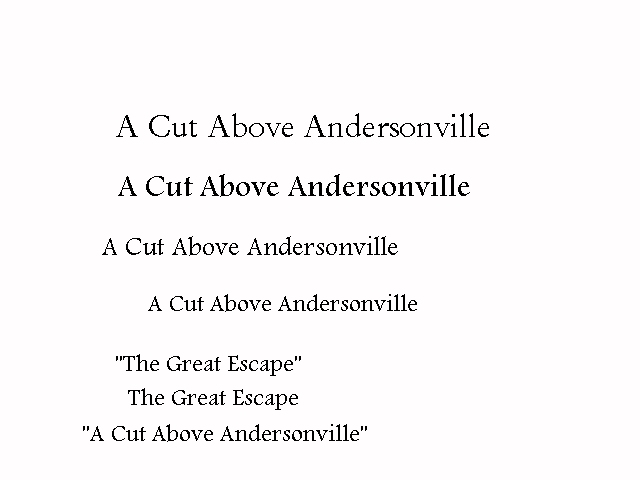 A Cut Above Andersonville
A Cut Above Andersonville
A Cut Above Andersonville
A Cut Above Andersonville
"The Great Escape"
The Great Escape
"A Cut Above Andersonville"